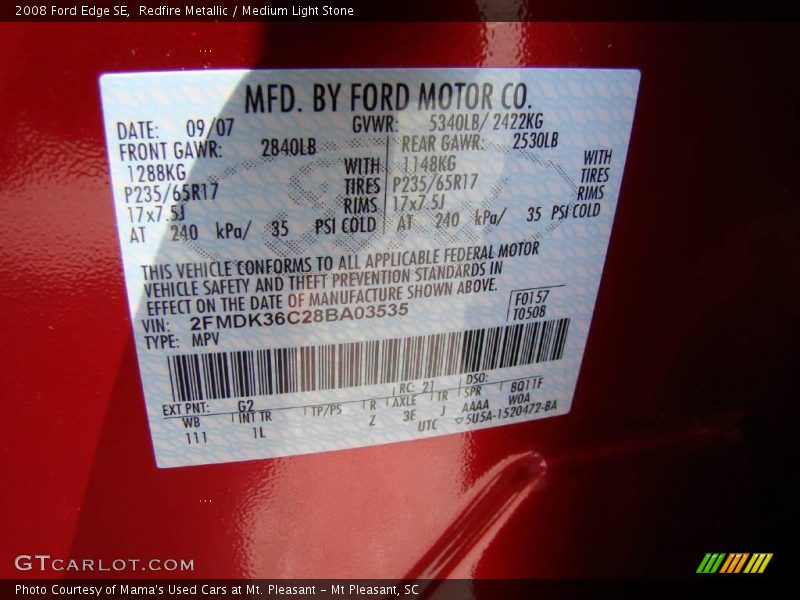 2008 Ford Edge SE,  Redfire Metallic / Medium Light Stone
MFD. BY FORD MOTOR CO.
DATE: 09/07 GVWR: 5340LB/ 2422KG
FRONT GAWR: 2840LB REAR GAWR: 2530LB
1288KG WITH 1148KG WITH
P235/65R17 TIRES P235/65R17 TIRES
17x7.5J RIMS 17x7.5J RIMS
AT 240 kPa/ 35 PSI COLD AT 240 kPa/ 35 PSI COLD
THIS VEHICLE CONFORMS TO ALL APPLICABLE FEDERAL MOTOR
VEHICLE SAFETY AND THEFT PREVENTION STANDARDS IN
EFFECT ON THE DATE OF MANUFACTURE SHOWN ABOVE.
VIN: 2FMDK36C28BA03535 F0157
TYPE: MPV T0508
EXT PNT: G2 RC 21 DSO:
WB INT TR TP/PS R AXLE TR SPR 8Q11F
111 1L Z 3E J AAAA W0A
UTC ▽5U5A-1520472-BA
GTCARLOT.COM
Photo Courtesy of Mama's Used Cars at Mt. Pleasant - Mt Pleasant, SC